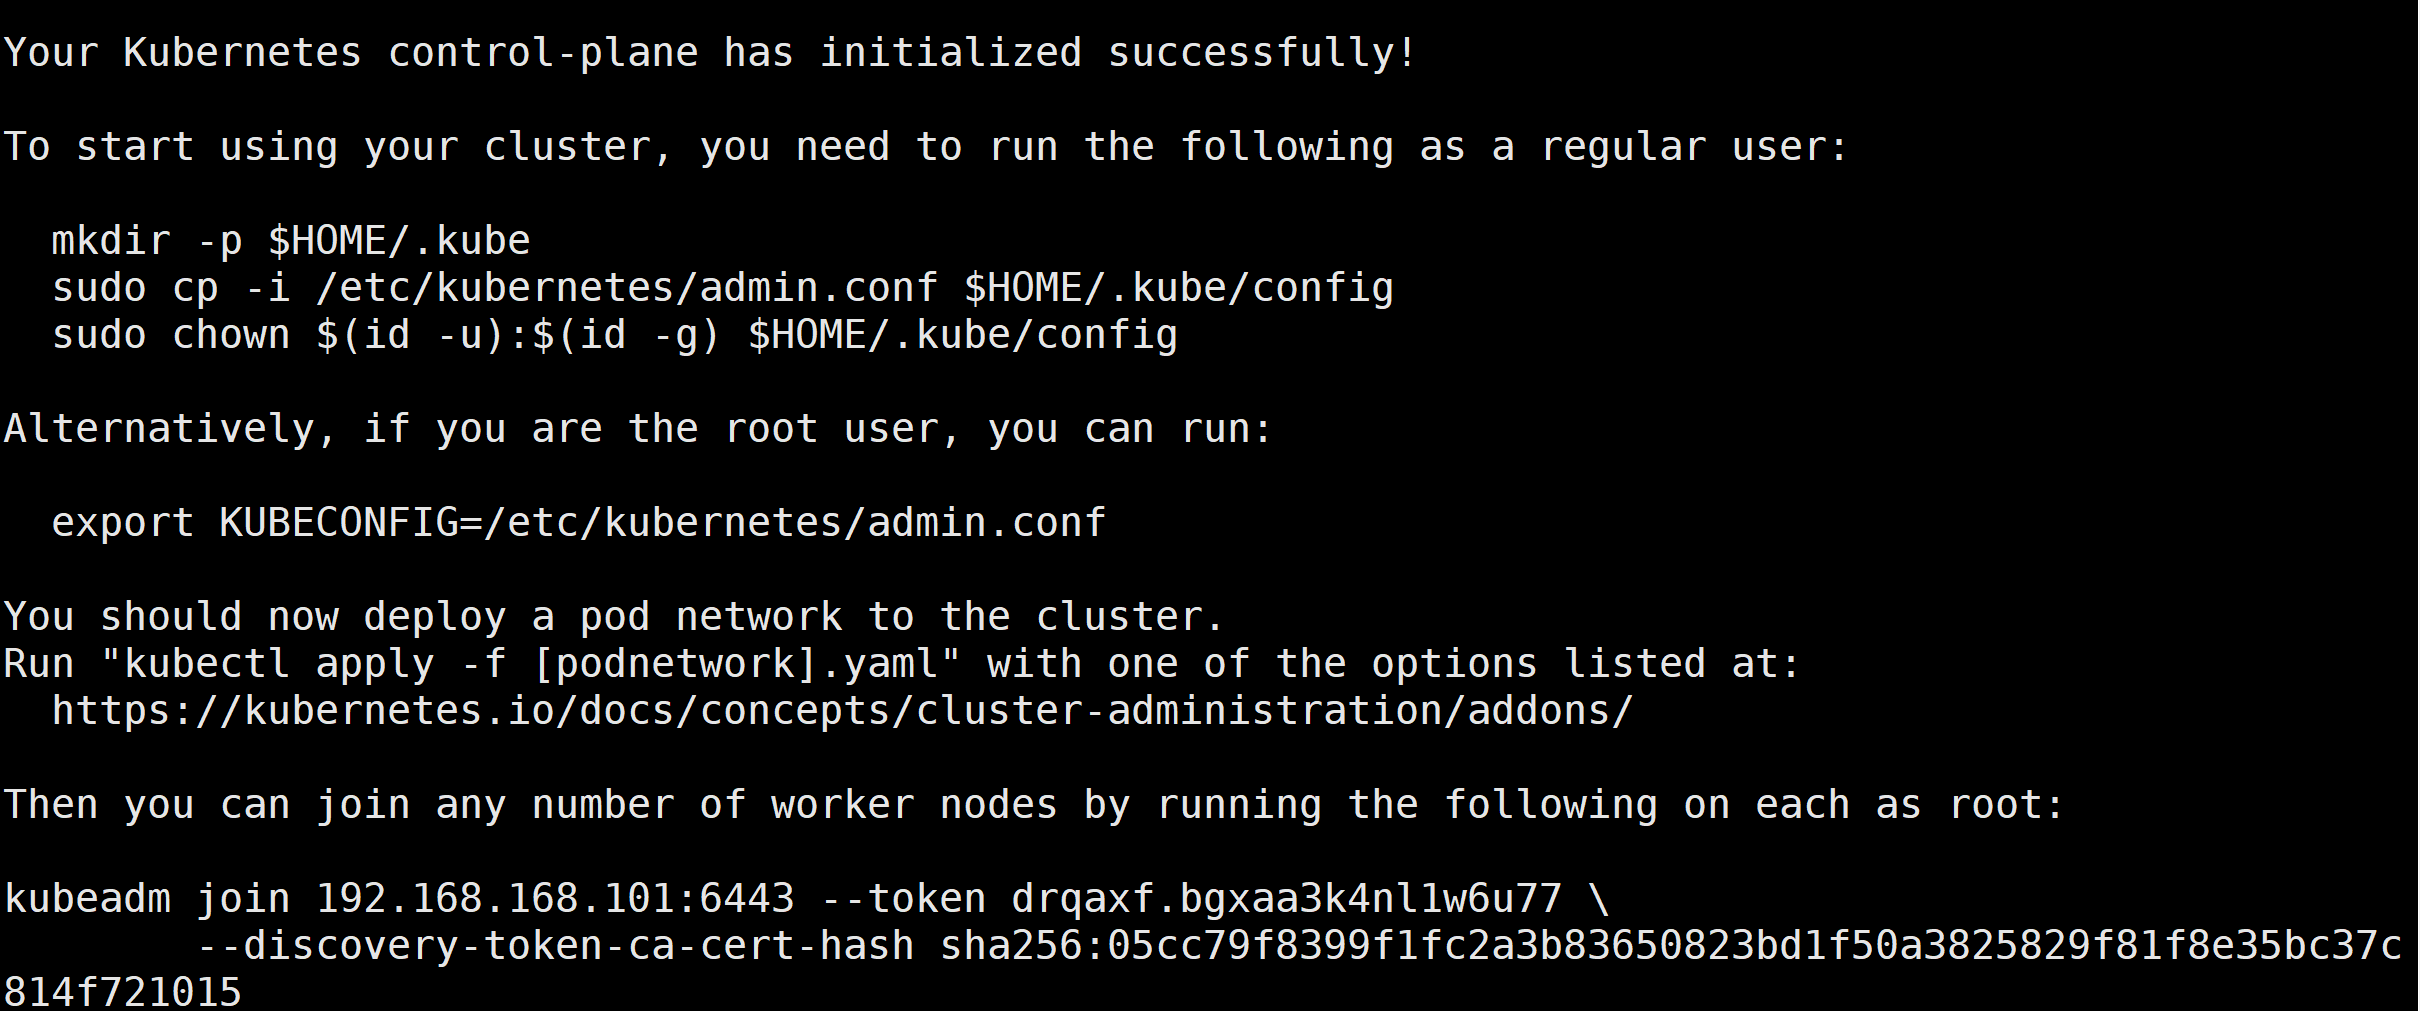 Your Kubernetes control-plane has initialized successfully!
To start using your cluster, you need to run the following as a regular user:
mkdir -p $HOME/.kube
sudo cp -i /etc/kubernetes/admin.conf $HOME/.kube/config
sudo chown $(id -u):$(id -g) $HOME/.kube/config
Alternatively, if you are the root user, you can run:
export KUBECONFIG=/etc/kubernetes/admin.conf
You should now deploy a pod network to the cluster.
Run "kubectl apply -f [podnetwork].yaml" with one of the options listed at:
https://kubernetes.io/docs/concepts/cluster-administration/addons/
Then you can join any number of worker nodes by running the following on each as root:
kubeadm join 192.168.168.101:6443 --token drqaxf.bgxaa3k4nl1w6u77 \
--discovery-token-ca-cert-hash sha256:05cc79f8399f1fc2a3b83650823bd1f50a3825829f81f8e35bc37c
814f721015